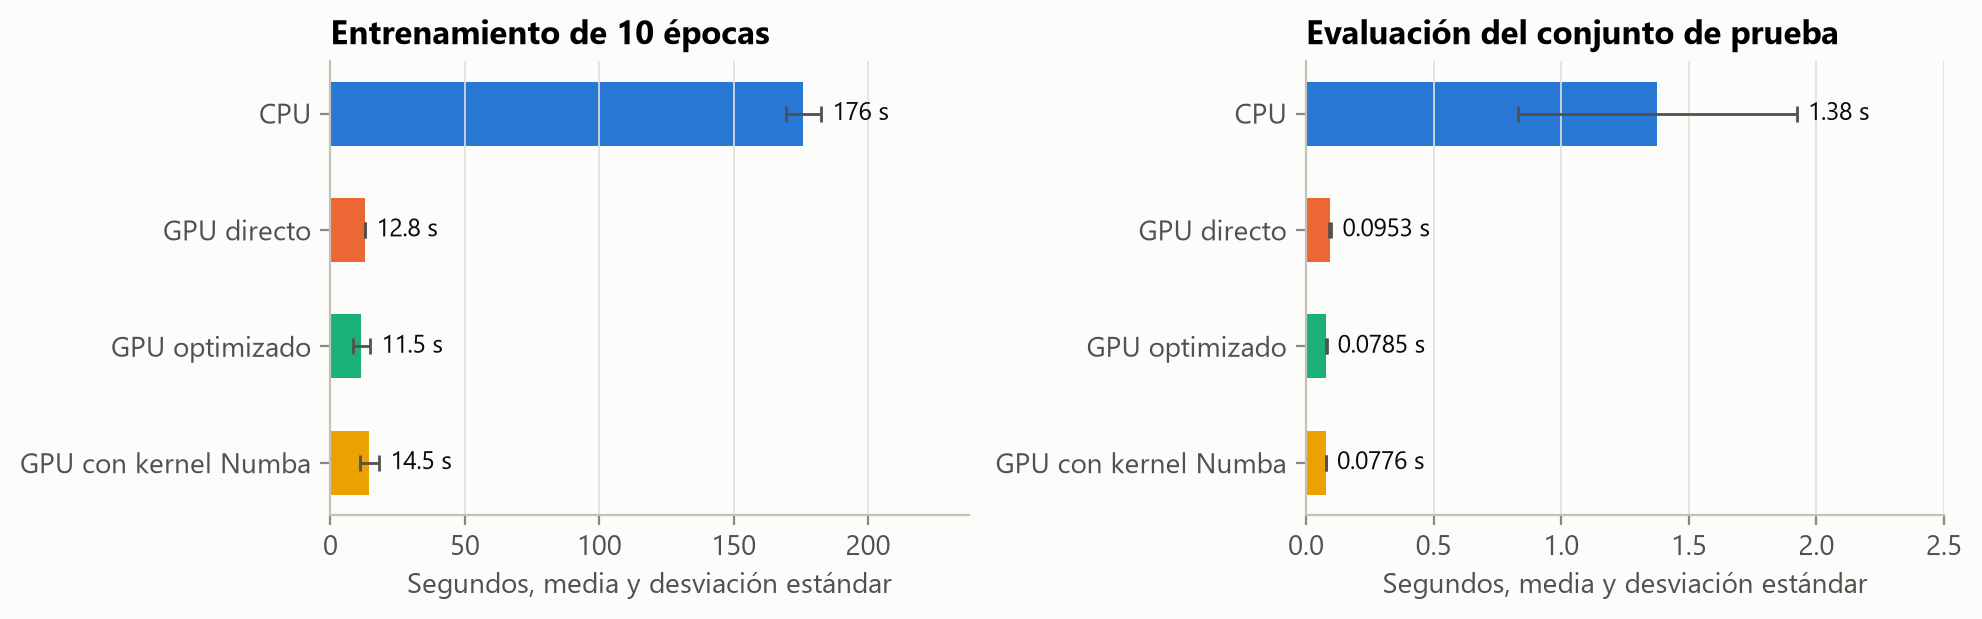 Entrenamiento de 10 épocas
CPU
176 s
GPU directo
12.8 s
GPU optimizado
11.5 s
GPU con kernel Numba
14.5 s
0 50 100 150 200
Segundos, media y desviación estándar
Evaluación del conjunto de prueba
CPU
1.38 s
GPU directo
0.0953 s
GPU optimizado
0.0785 s
GPU con kernel Numba
0.0776 s
0.0 0.5 1.0 1.5 2.0 2.5
Segundos, media y desviación estándar